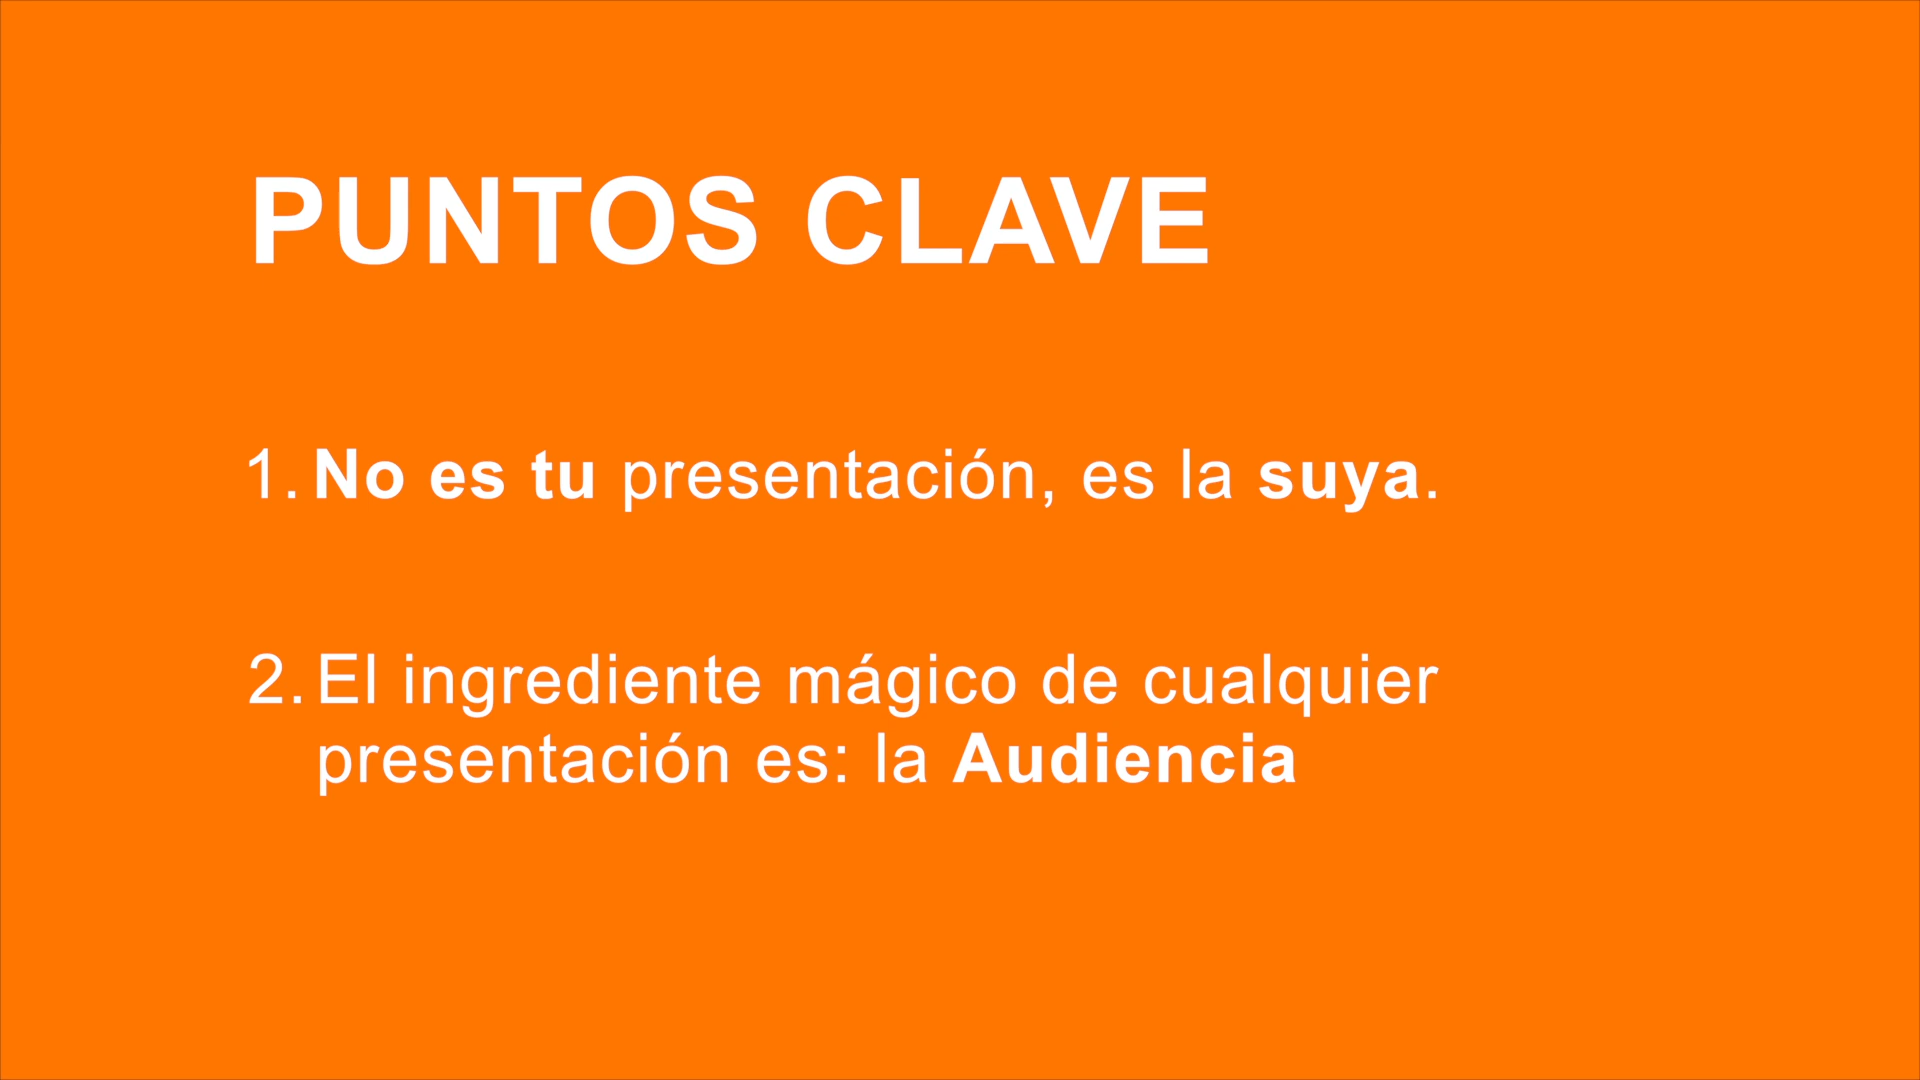 PUNTOS CLAVE
1. No es tu presentación, es la suya.
2. El ingrediente mágico de cualquier
presentación es: la Audiencia